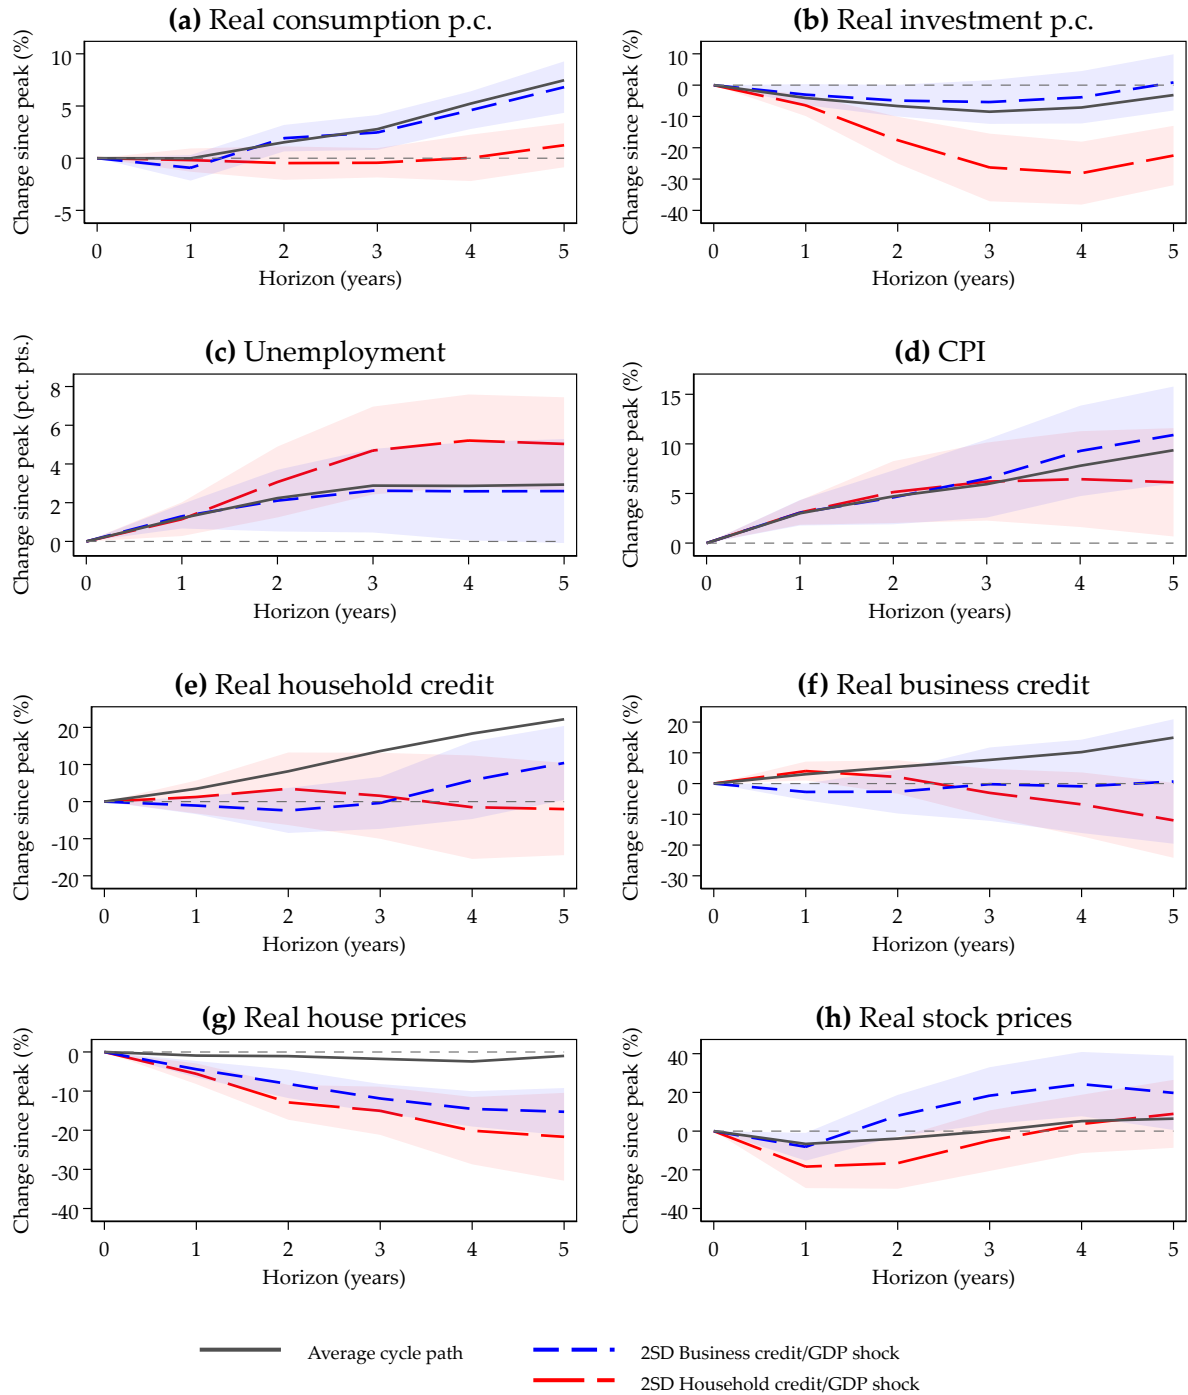 (a) Real consumption p.c.
Change since peak (%)
10
5
0
-5
0 1 2 3 4 5
Horizon (years)
(b) Real investment p.c.
Change since peak (%)
10
0
-10
-20
-30
-40
0 1 2 3 4 5
Horizon (years)
(c) Unemployment
Change since peak (pct. pts.)
8
6
4
2
0
0 1 2 3 4 5
Horizon (years)
(d) CPI
Change since peak (%)
15
10
5
0
0 1 2 3 4 5
Horizon (years)
(e) Real household credit
Change since peak (%)
20
10
0
-10
-20
0 1 2 3 4 5
Horizon (years)
(f) Real business credit
Change since peak (%)
20
10
0
-10
-20
-30
0 1 2 3 4 5
Horizon (years)
(g) Real house prices
Change since peak (%)
0
-10
-20
-30
-40
0 1 2 3 4 5
Horizon (years)
(h) Real stock prices
Change since peak (%)
40
20
0
-20
-40
0 1 2 3 4 5
Horizon (years)
Average cycle path
2SD Business credit/GDP shock
2SD Household credit/GDP shock